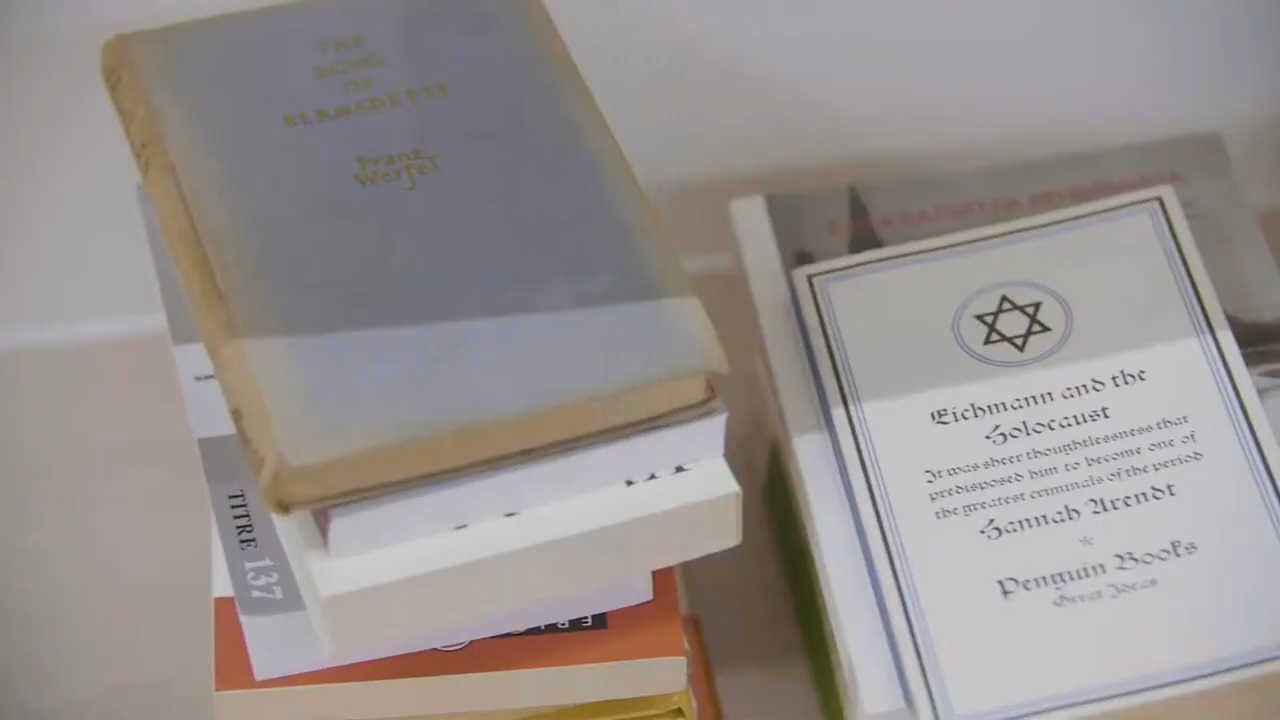 THE
SONG
OF
BERNADETTE
Franz
Werfel
TITRE 137
Eichmann and the
Holocaust
It was sheer thoughtlessness that
predisposed him to become one of
the greatest criminals of the period
Hannah Arendt
*
Penguin Books
Great Ideas